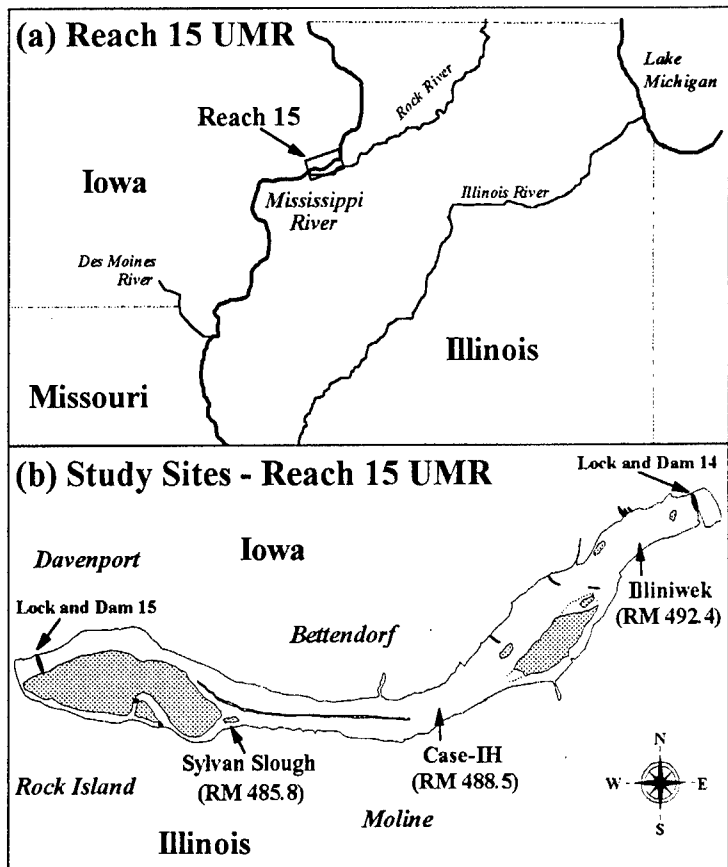 (a) Reach 15 UMR
Lake
Michigan
Rock River
Reach 15
Iowa
Mississippi
River
Illinois River
Des Moines
River
Illinois
Missouri
(b) Study Sites - Reach 15 UMR
Lock and Dam 14
Iowa
Davenport
Illiniwek
(RM 492.4)
Lock and Dam 15
Bettendorf
Sylvan Slough
(RM 485.8)
Case-IH
(RM 488.5)
Rock Island
Moline
Illinois
N
W
E
S